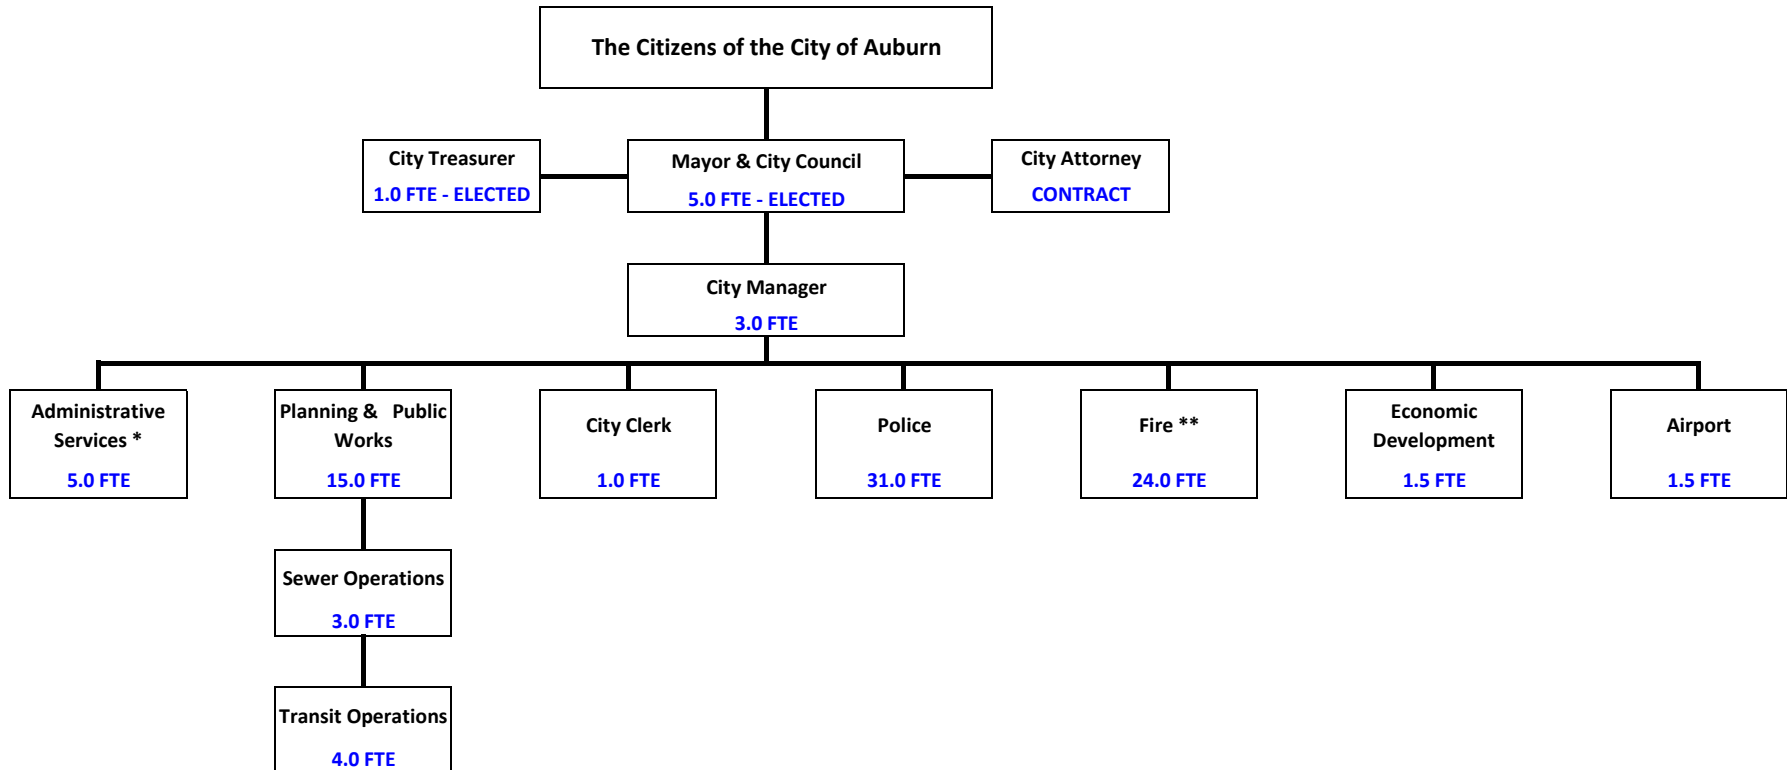 The Citizens of the City of Auburn
City Treasurer
1.0 FTE - ELECTED
Mayor & City Council
5.0 FTE - ELECTED
City Attorney
CONTRACT
City Manager
3.0 FTE
Administrative
Services *
5.0 FTE
Planning & Public
Works
15.0 FTE
City Clerk
1.0 FTE
Police
31.0 FTE
Fire **
24.0 FTE
Economic
Development
1.5 FTE
Airport
1.5 FTE
Sewer Operations
3.0 FTE
Transit Operations
4.0 FTE